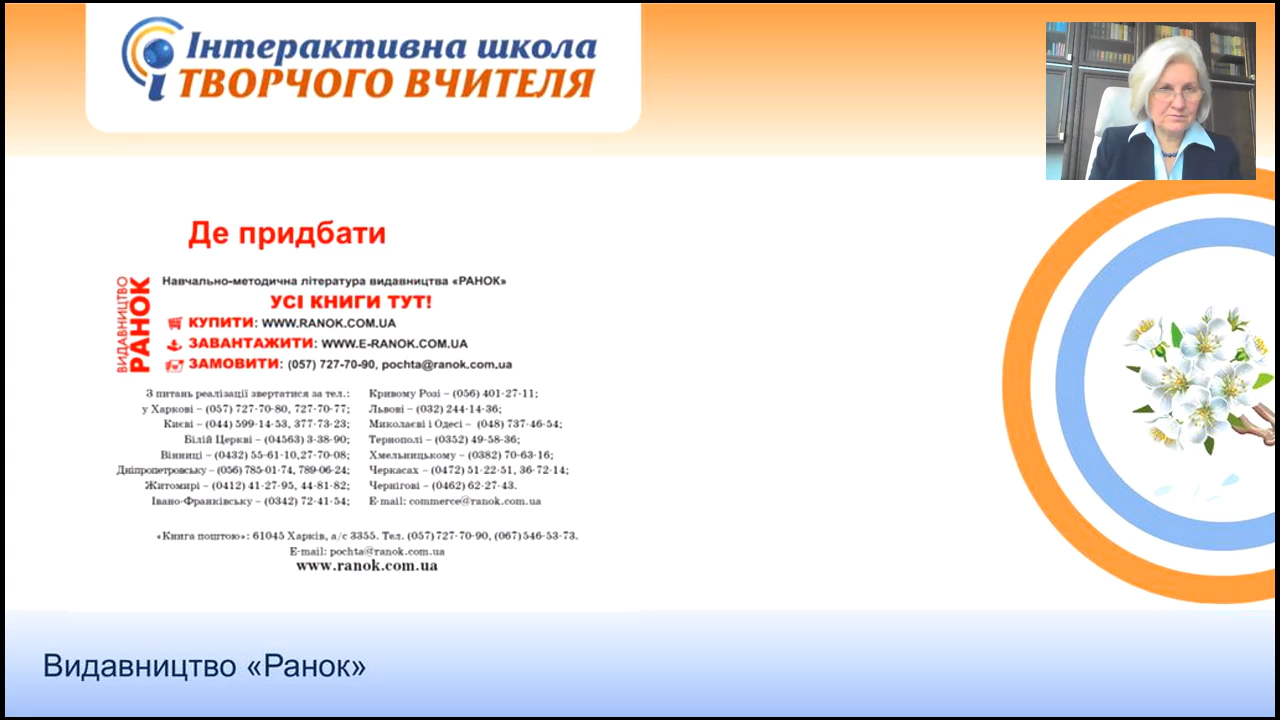 Інтерактивна школа
ТВОРЧОГО ВЧИТЕЛЯ
Де придбати
ВИДАВНИЦТВО
РАНОК
Навчально-методична література видавництва «РАНОК»
УСІ КНИГИ ТУТ!
КУПИТИ: WWW.RANOK.COM.UA
ЗАВАНТАЖИТИ: WWW.E-RANOK.COM.UA
ЗАМОВИТИ: (057) 727-70-90, pochta@ranok.com.ua
З питань реалізації звертатися за тел.:
у Харкові – (057) 727-70-80, 727-70-77;
Києві – (044) 599-14-53, 377-73-23;
Білій Церкві – (04563) 3-38-90;
Вінниці – (0432) 55-61-10,27-70-08;
Дніпропетровську – (056) 785-01-74, 789-06-24;
Житомирі – (0412) 41-27-95, 44-81-82;
Івано-Франківську – (0342) 72-41-54;
Кривому Розі – (056) 401-27-11;
Львові – (032) 244-14-36;
Миколаєві і Одесі – (048) 737-46-54;
Тернополі – (0352) 49-58-36;
Хмельницькому – (0382) 70-63-16;
Черкасах – (0472) 51-22-51, 36-72-14;
Чернігові – (0462) 62-27-43.
E-mail: commerce@ranok.com.ua
«Книга поштою»: 61045 Харків, а/с 3355. Тел. (057) 727-70-90, (067) 546-53-73.
E-mail: pochta@ranok.com.ua
www.ranok.com.ua
Видавництво «Ранок»